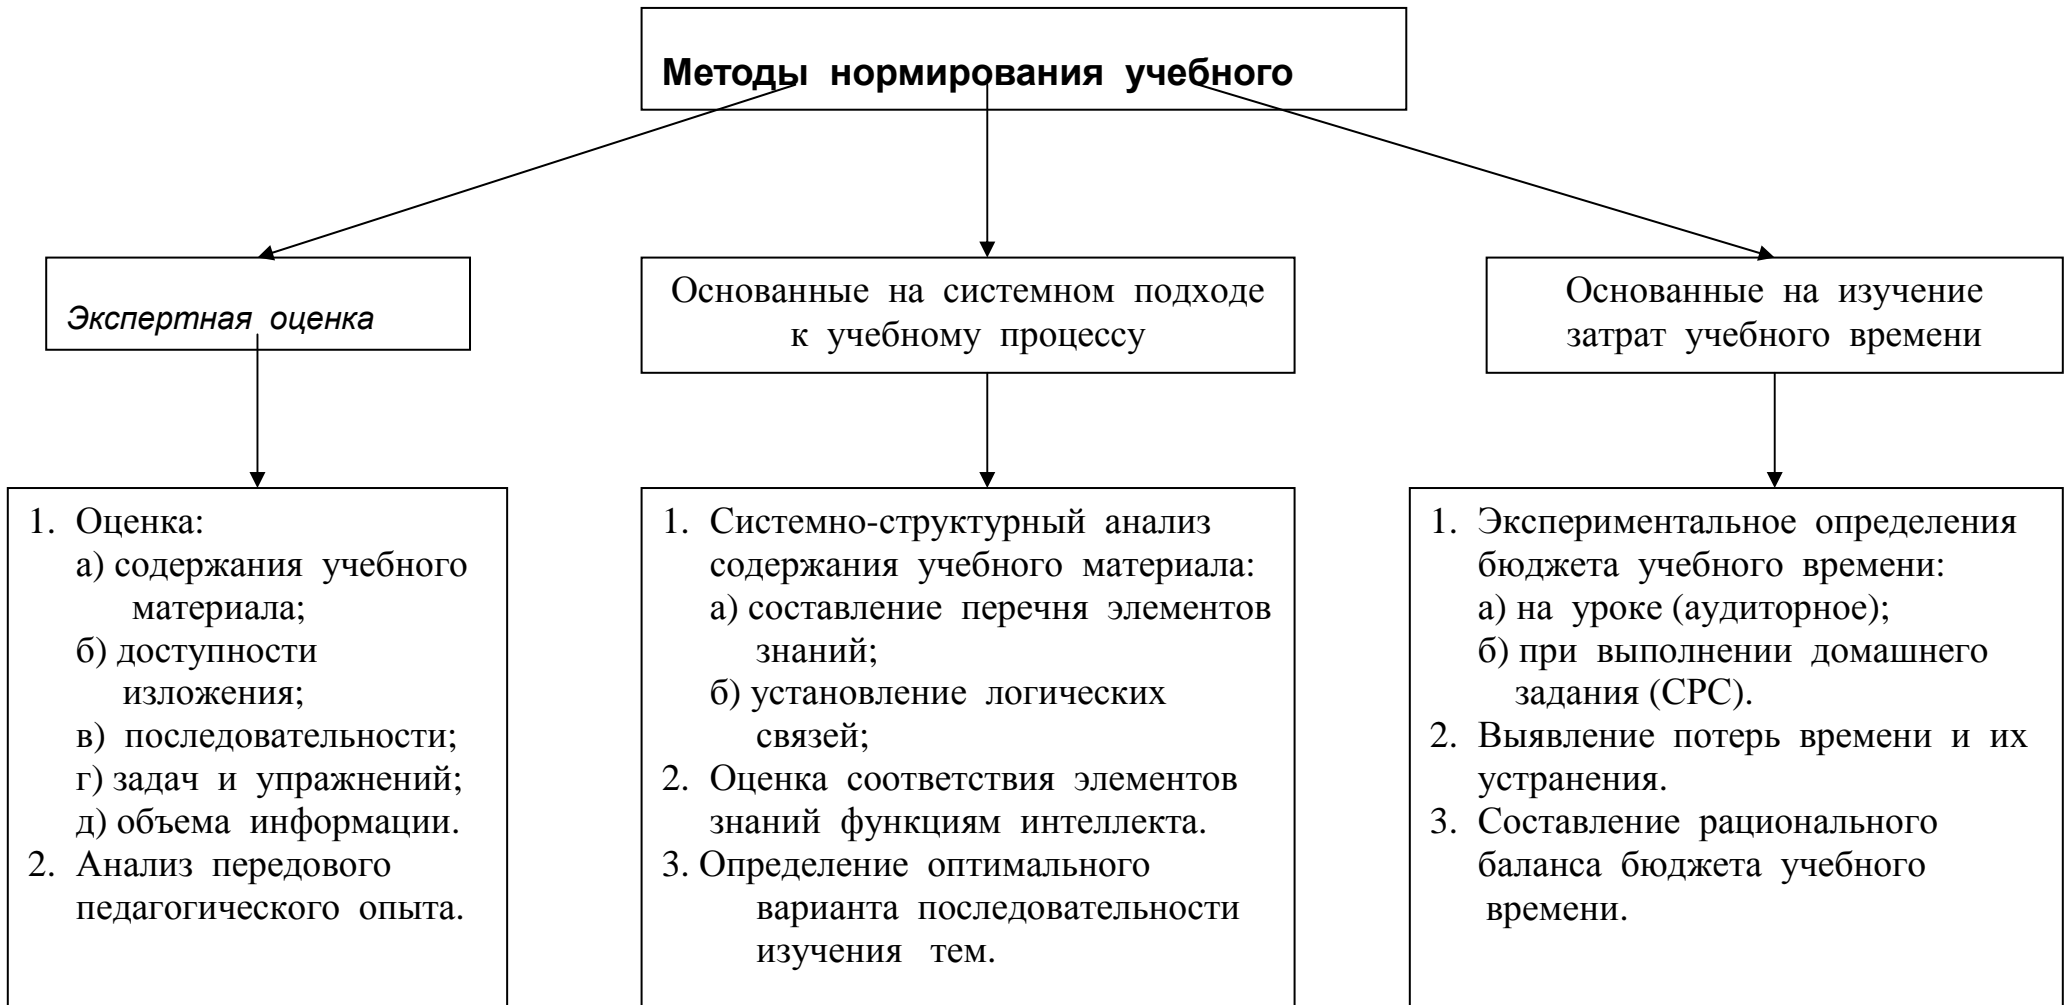 Методы нормирования учебного
Экспертная оценка
Основанные на системном подходе
к учебному процессу
Основанные на изучение
затрат учебного времени
1. Оценка:
а) содержания учебного
материала;
б) доступности
изложения;
в) последовательности;
г) задач и упражнений;
д) объема информации.
2. Анализ передового
педагогического опыта.
1. Системно-структурный анализ
содержания учебного материала:
а) составление перечня элементов
знаний;
б) установление логических
связей;
2. Оценка соответствия элементов
знаний функциям интеллекта.
3. Определение оптимального
варианта последовательности
изучения тем.
1. Экспериментальное определения
бюджета учебного времени:
а) на уроке (аудиторное);
б) при выполнении домашнего
задания (СРС).
2. Выявление потерь времени и их
устранения.
3. Составление рационального
баланса бюджета учебного
времени.